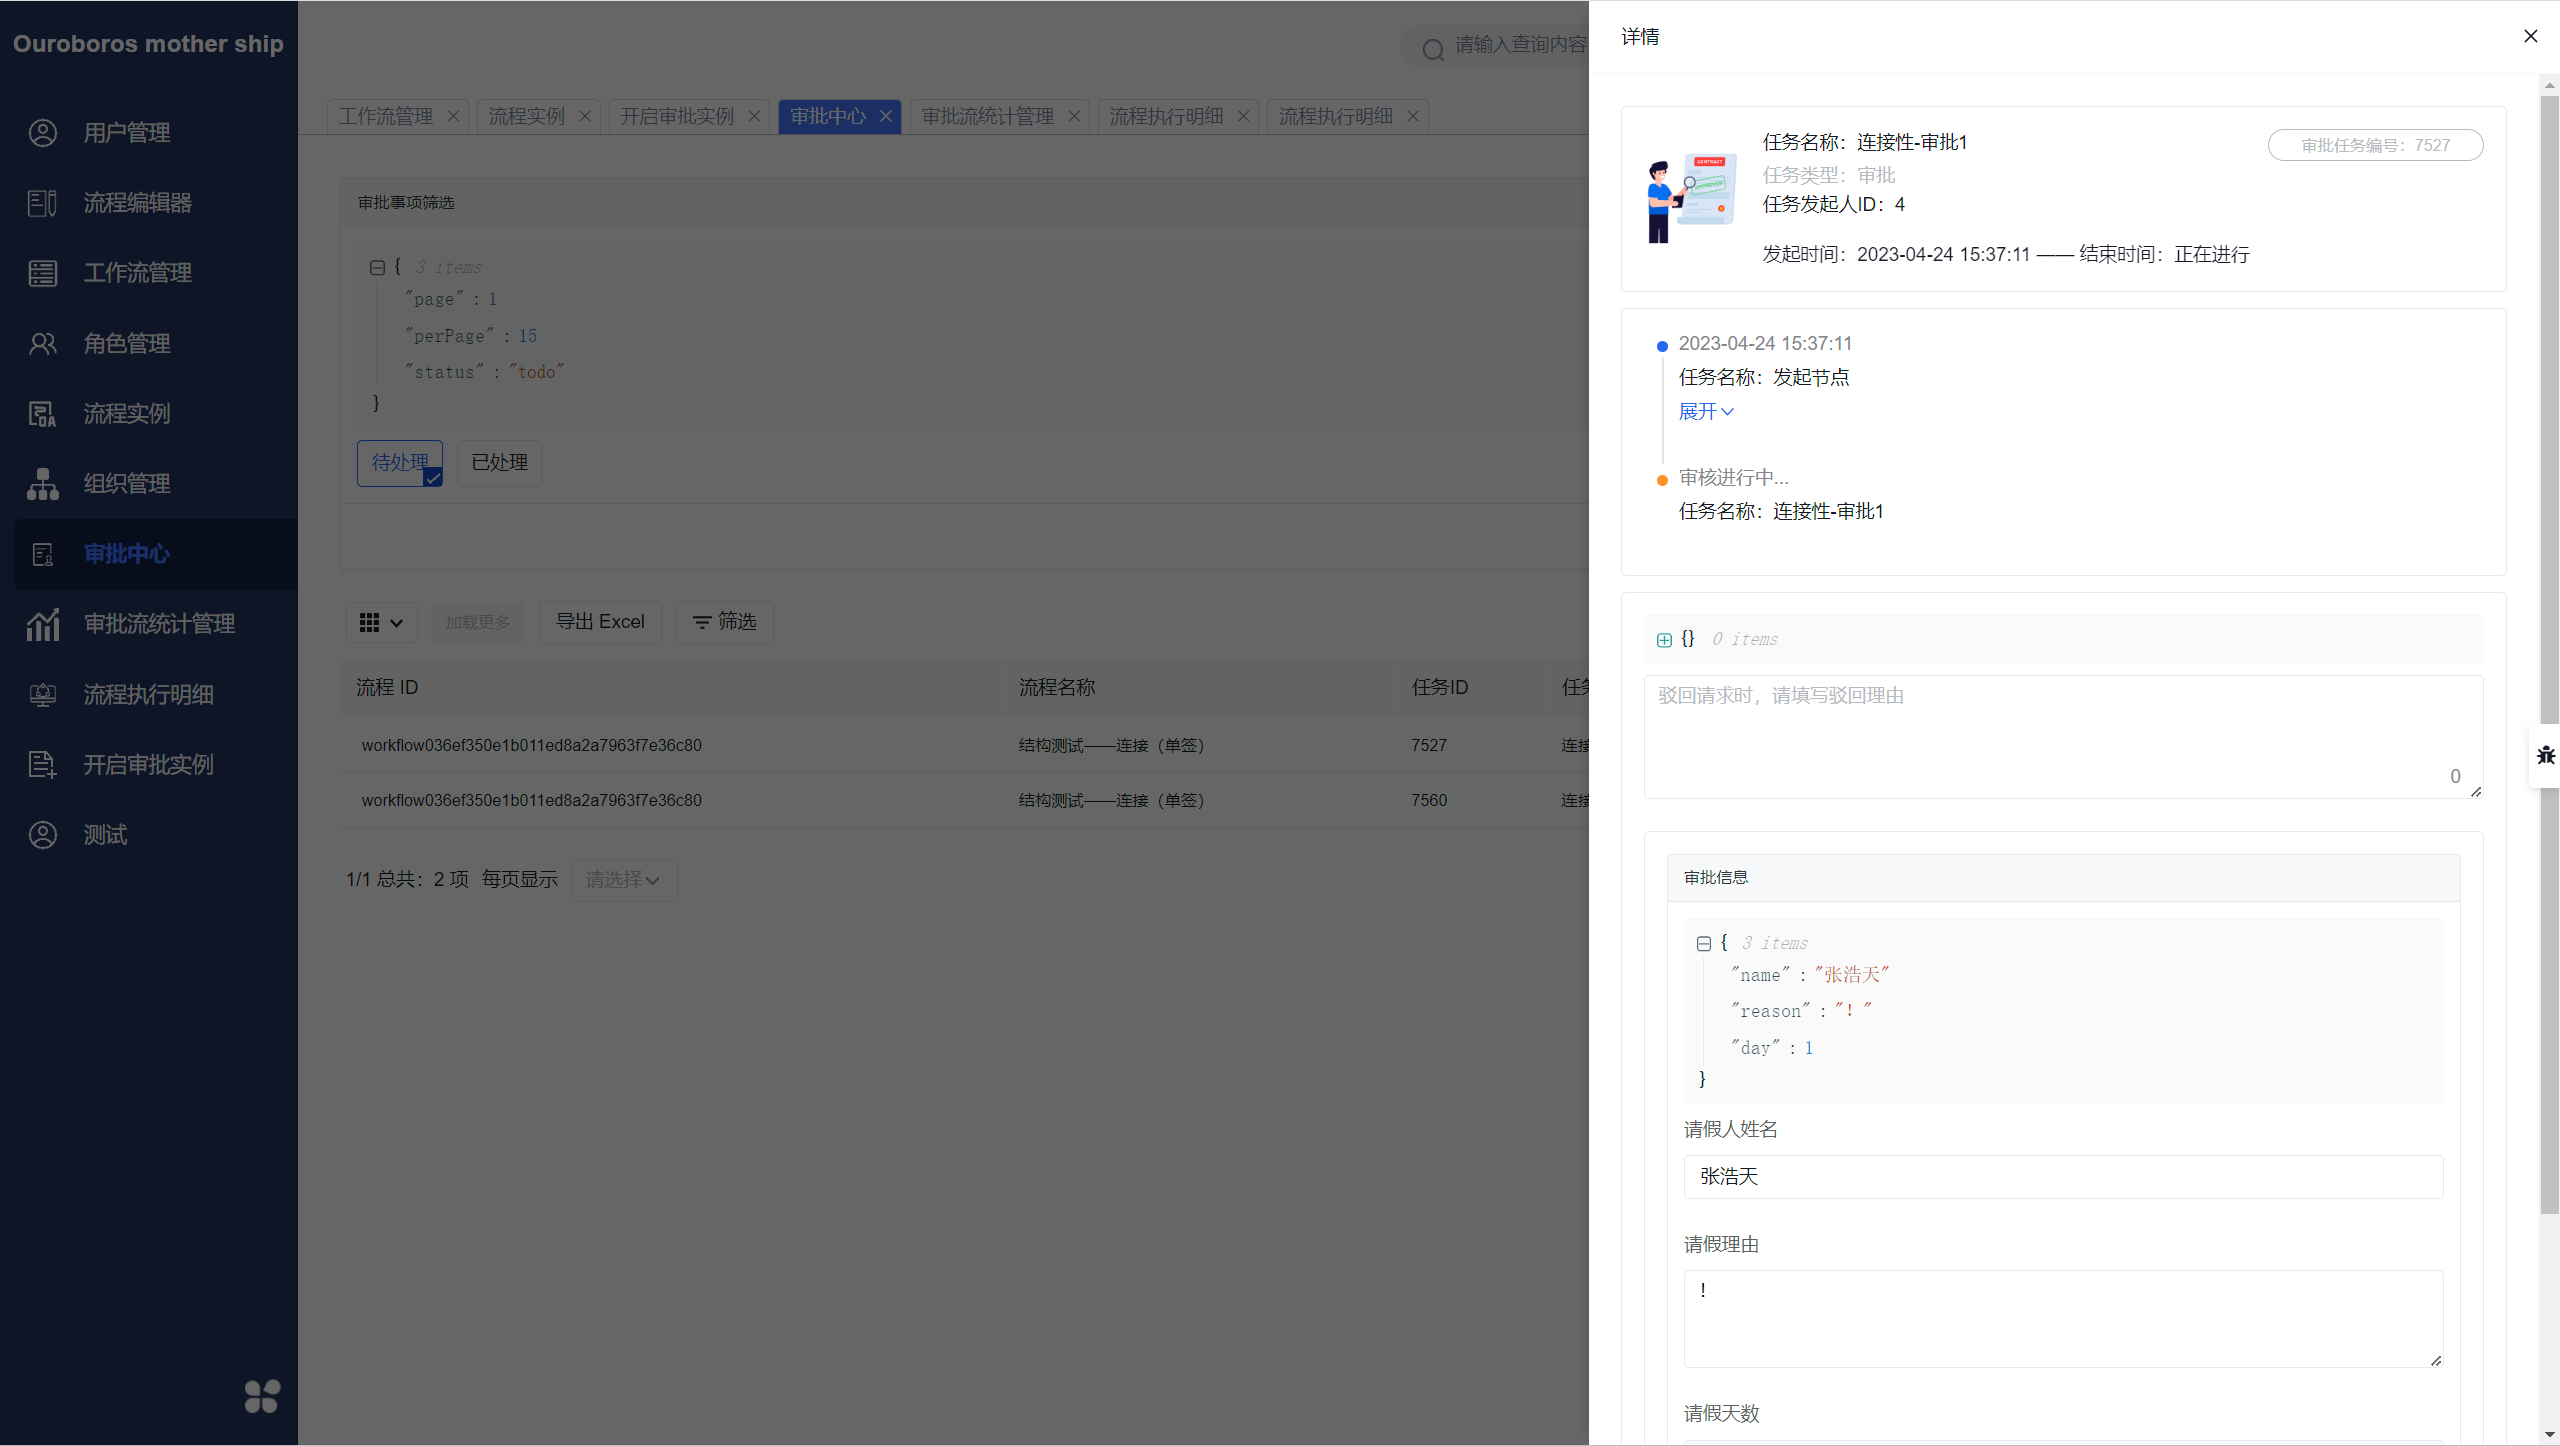 Ouroboros mother ship
用户管理
流程编辑器
工作流管理
角色管理
流程实例
组织管理
审批中心
审批流统计管理
流程执行明细
开启审批实例
测试
请输入查询内容
工作流管理 流程实例 开启审批实例 审批中心 审批流统计管理 流程执行明细 流程执行明细
审批事项筛选
{ 3 items
"page" : 1
"perPage" : 15
"status" : "todo"
}
待处理 已处理
加载更多 导出 Excel 筛选
流程 ID 流程名称 任务ID 任务
workflow036ef350e1b011ed8a2a7963f7e36c80 结构测试——连接（单签） 7527 连接
workflow036ef350e1b011ed8a2a7963f7e36c80 结构测试——连接（单签） 7560 连接
1/1 总共：2 项 每页显示 请选择
详情
CONTRACT
APPROVED
任务名称：连接性-审批1
审批任务编号：7527
任务类型：审批
任务发起人ID：4
发起时间：2023-04-24 15:37:11 —— 结束时间：正在进行
2023-04-24 15:37:11
任务名称：发起节点
展开
审核进行中...
任务名称：连接性-审批1
{} 0 items
驳回请求时，请填写驳回理由
0
审批信息
{ 3 items
"name" : "张浩天"
"reason" : "！"
"day" : 1
}
请假人姓名
张浩天
请假理由
！
请假天数